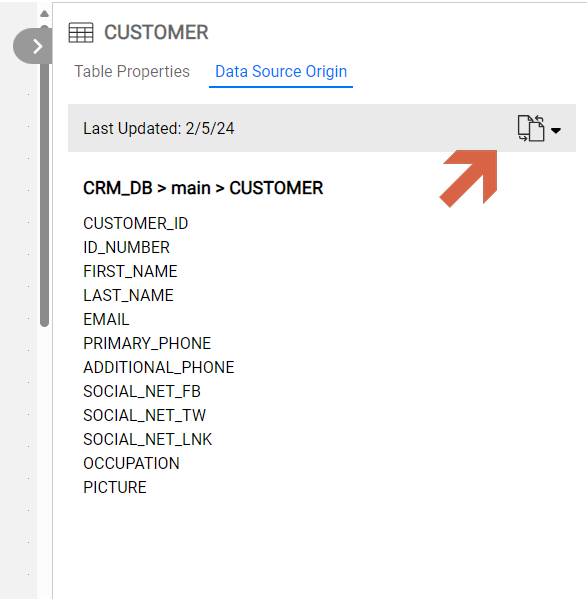 CUSTOMER
Table Properties Data Source Origin
Last Updated: 2/5/24
CRM_DB > main > CUSTOMER
CUSTOMER_ID
ID_NUMBER
FIRST_NAME
LAST_NAME
EMAIL
PRIMARY_PHONE
ADDITIONAL_PHONE
SOCIAL_NET_FB
SOCIAL_NET_TW
SOCIAL_NET_LNK
OCCUPATION
PICTURE